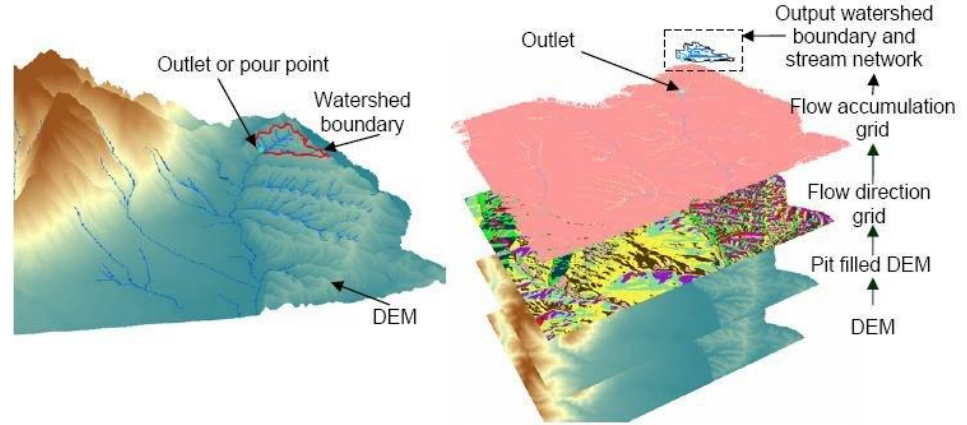 Outlet or pour point
Watershed
boundary
DEM
Outlet
Output watershed
boundary and
stream network
Flow accumulation
grid
Flow direction
grid
Pit filled DEM
DEM